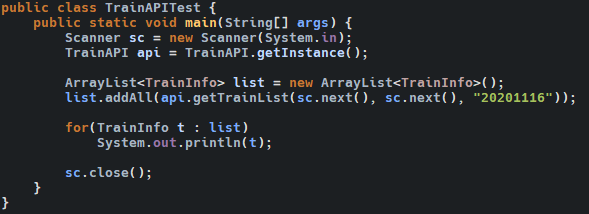 public class TrainAPITest {
    public static void main(String[] args) {
        Scanner sc = new Scanner(System.in);
        TrainAPI api = TrainAPI.getInstance();

        ArrayList<TrainInfo> list = new ArrayList<TrainInfo>();
        list.addAll(api.getTrainList(sc.next(), sc.next(), "20201116"));

        for(TrainInfo t : list)
            System.out.println(t);

        sc.close();
    }
}